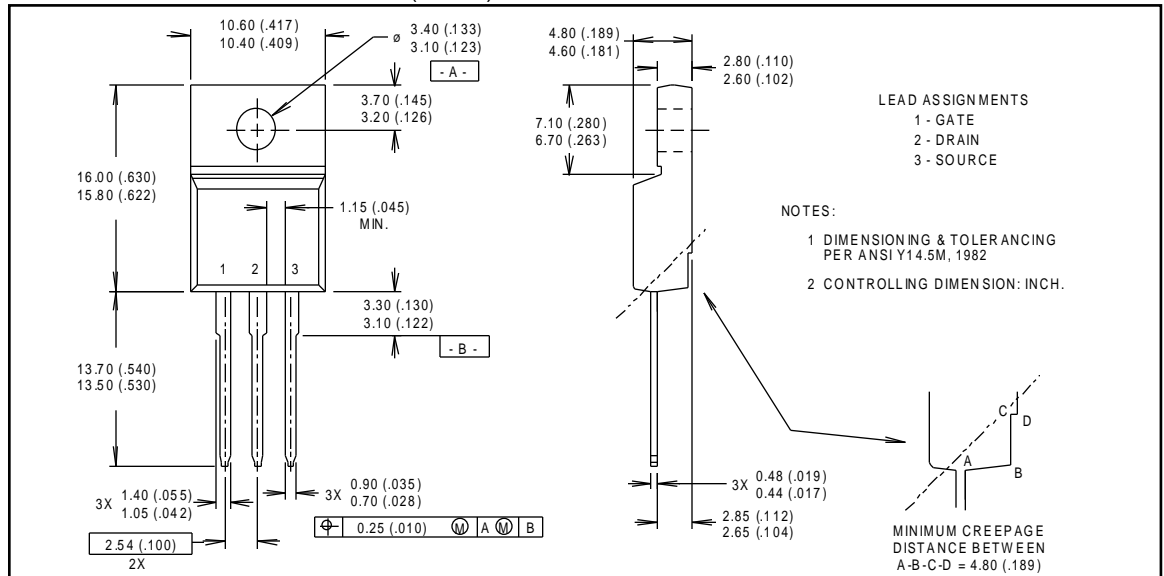 10.60 (.417)
10.40 (.409)
ø
3.40 (.133)
3.10 (.123)
- A -
3.70 (.145)
3.20 (.126)
16.00 (.630)
15.80 (.622)
1.15 (.045)
MIN.
1 2 3
3.30 (.130)
3.10 (.122)
- B -
13.70 (.540)
13.50 (.530)
3X
1.40 (.055)
1.05 (.042)
3X
0.90 (.035)
0.70 (.028)
0.25 (.010) M A M B
2.54 (.100)
2X
4.80 (.189)
4.60 (.181)
2.80 (.110)
2.60 (.102)
7.10 (.280)
6.70 (.263)
3X
0.48 (.019)
0.44 (.017)
2.85 (.112)
2.65 (.104)
LEAD ASSIGNMENTS
1 - GATE
2 - DRAIN
3 - SOURCE
NOTES:
1 DIMENSIONING & TOLERANCING
PER ANSI Y14.5M, 1982
2 CONTROLLING DIMENSION: INCH.
C
D
A
B
MINIMUM CREEPAGE
DISTANCE BETWEEN
A-B-C-D = 4.80 (.189)